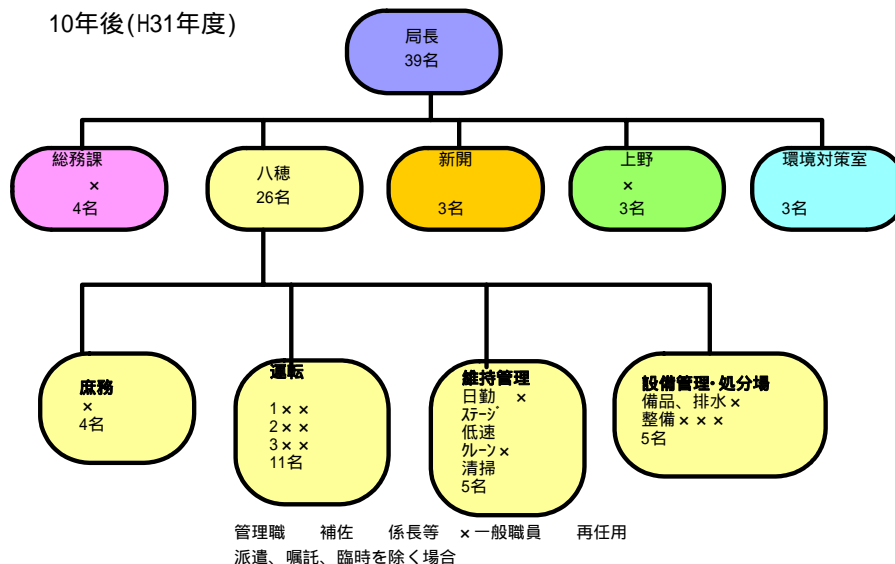 10年後(H31年度)
局長
39名
総務課
×
4名
八穂
26名
新開
3名
上野
×
3名
環境対策室
3名
庶務
×
4名
運転
1××
2××
3××
11名
維持管理
日勤 ×
ｽﾃｰｼﾞ
低速
ｸﾚｰﾝ×
清掃
5名
設備管理・処分場
備品、排水×
整備×××
5名
管理職 補佐 係長等 ×一般職員 再任用
派遣、嘱託、臨時を除く場合